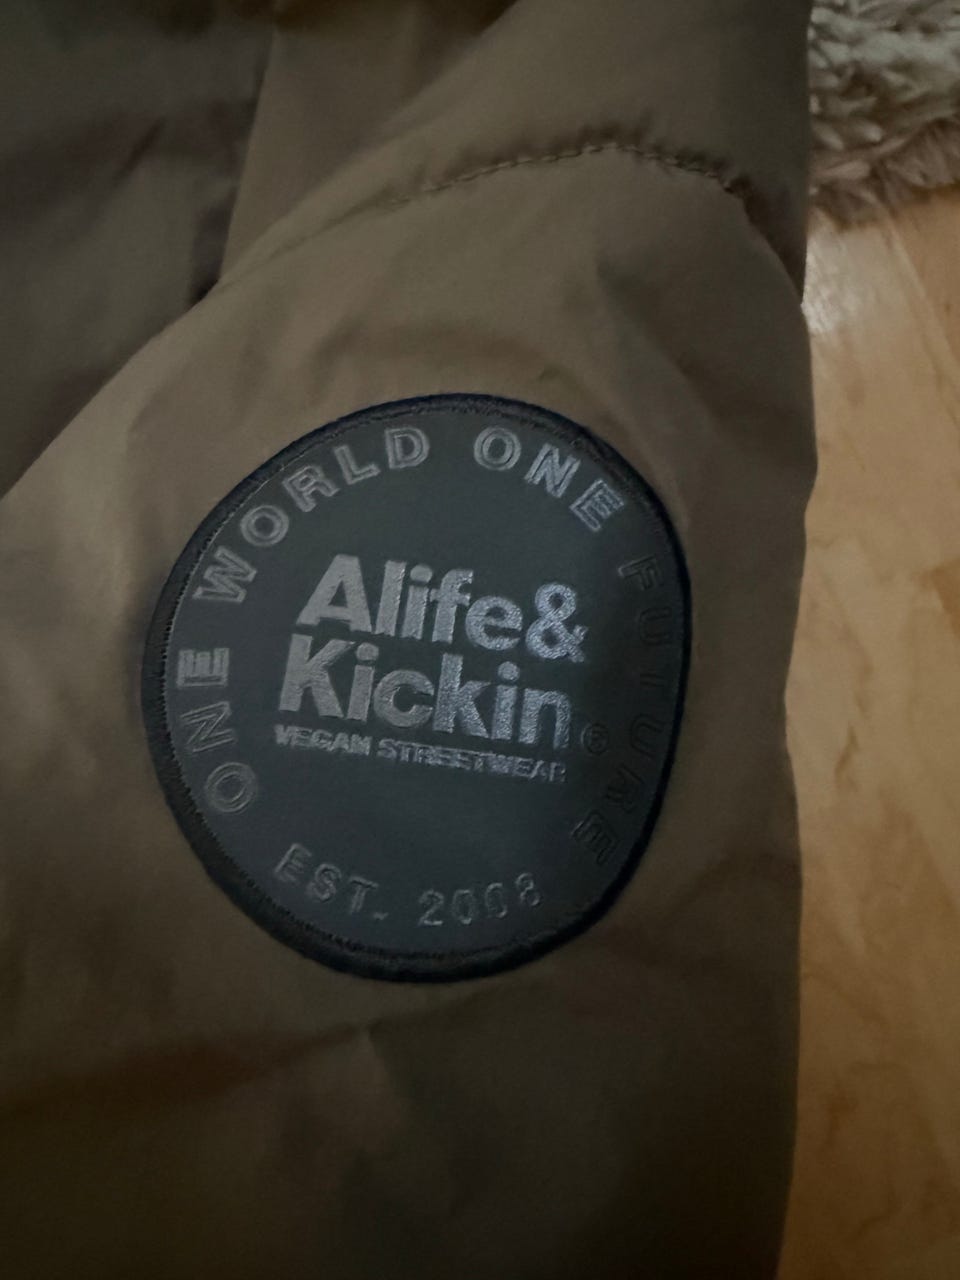 ONE WORLD ONE FUTURE
Alife&
Kickin®
VEGAN STREETWEAR
EST. 2008